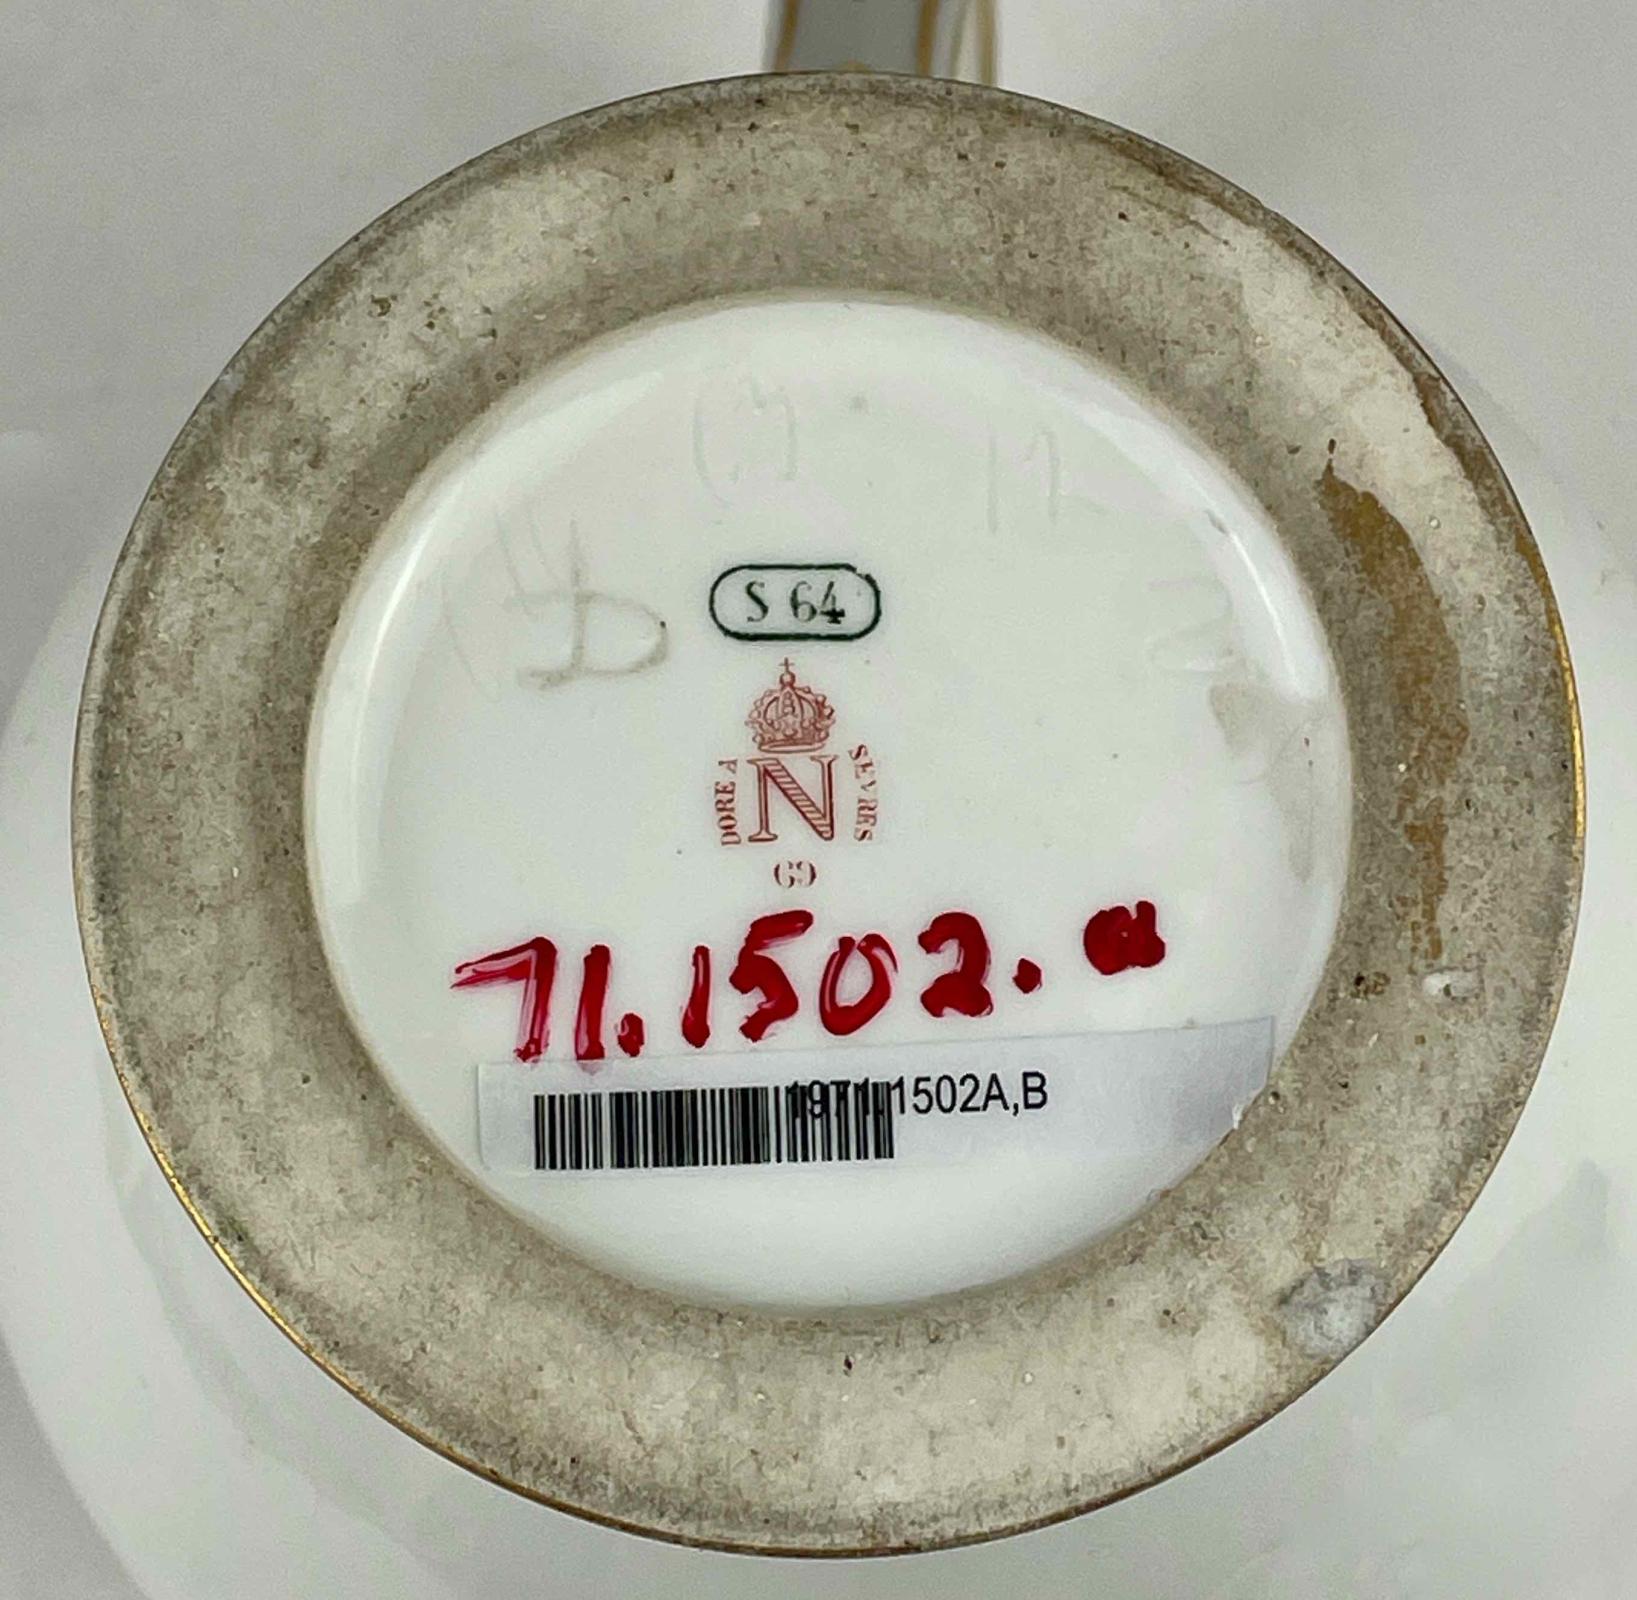 S 64
DORE A
N
SEVRES
69
71.1502.a
1971.1502A,B